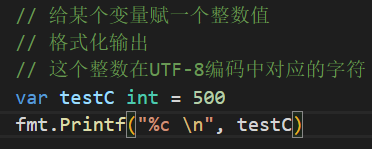 // 给某个变量赋一个整数值
// 格式化输出
// 这个整数在UTF-8编码中对应的字符
var testC int = 500
fmt.Printf("%c \n", testC)